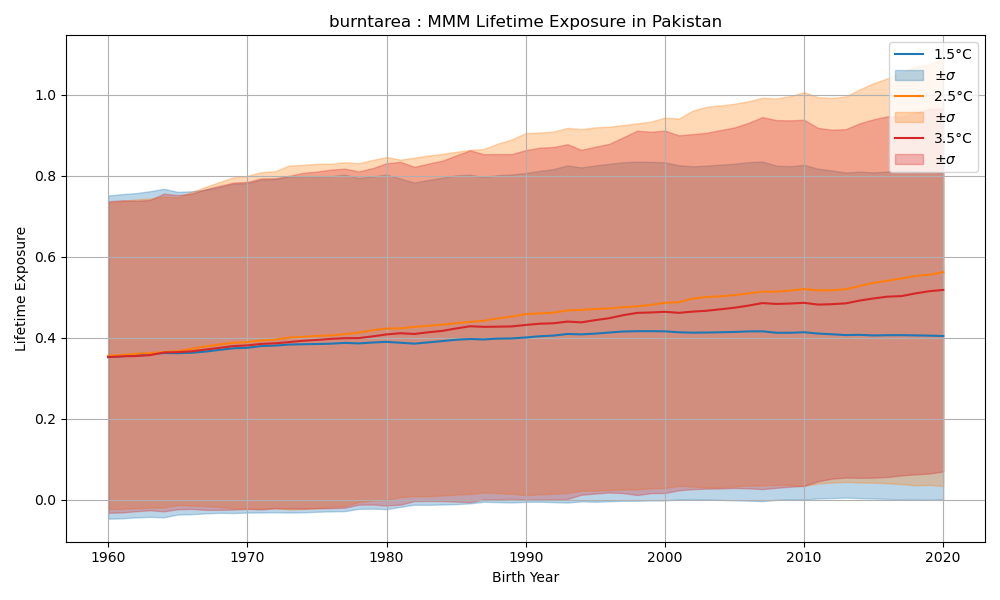 burntarea : MMM Lifetime Exposure in Pakistan
1.5°C
±σ
2.5°C
±σ
3.5°C
±σ
Lifetime Exposure
1.0
0.8
0.6
0.4
0.2
0.0
1960 1970 1980 1990 2000 2010 2020
Birth Year